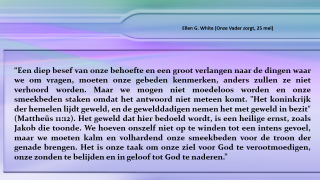 Ellen G. White (Onze Vader zorgt, 25 mei)
"Een diep besef van onze behoefte en een groot verlangen naar de dingen waar
we om vragen, moeten onze gebeden kenmerken, anders zullen ze niet
verhoord worden. Maar we mogen niet moedeloos worden en onze
smeekbeden staken omdat het antwoord niet meteen komt. "Het koninkrijk
der hemelen lijdt geweld, en de gewelddadigen nemen het met geweld in bezit"
(Mattheüs 11:12). Het geweld dat hier bedoeld wordt, is een heilige ernst, zoals
Jakob die toonde. We hoeven onszelf niet op te winden tot een intens gevoel,
maar we moeten kalm en volhardend onze smeekbeden voor de troon der
genade brengen. Het is onze taak om onze ziel voor God te verootmoedigen,
onze zonden te belijden en in geloof tot God te naderen."